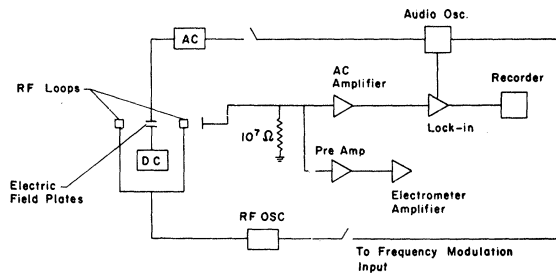 Audio Osc.
AC
RF Loops
AC
Amplifier
Recorder
Lock-in
10⁷ Ω
DC
Pre Amp
Electric
Field Plates
Electrometer
Amplifier
RF OSC
To Frequency Modulation
Input